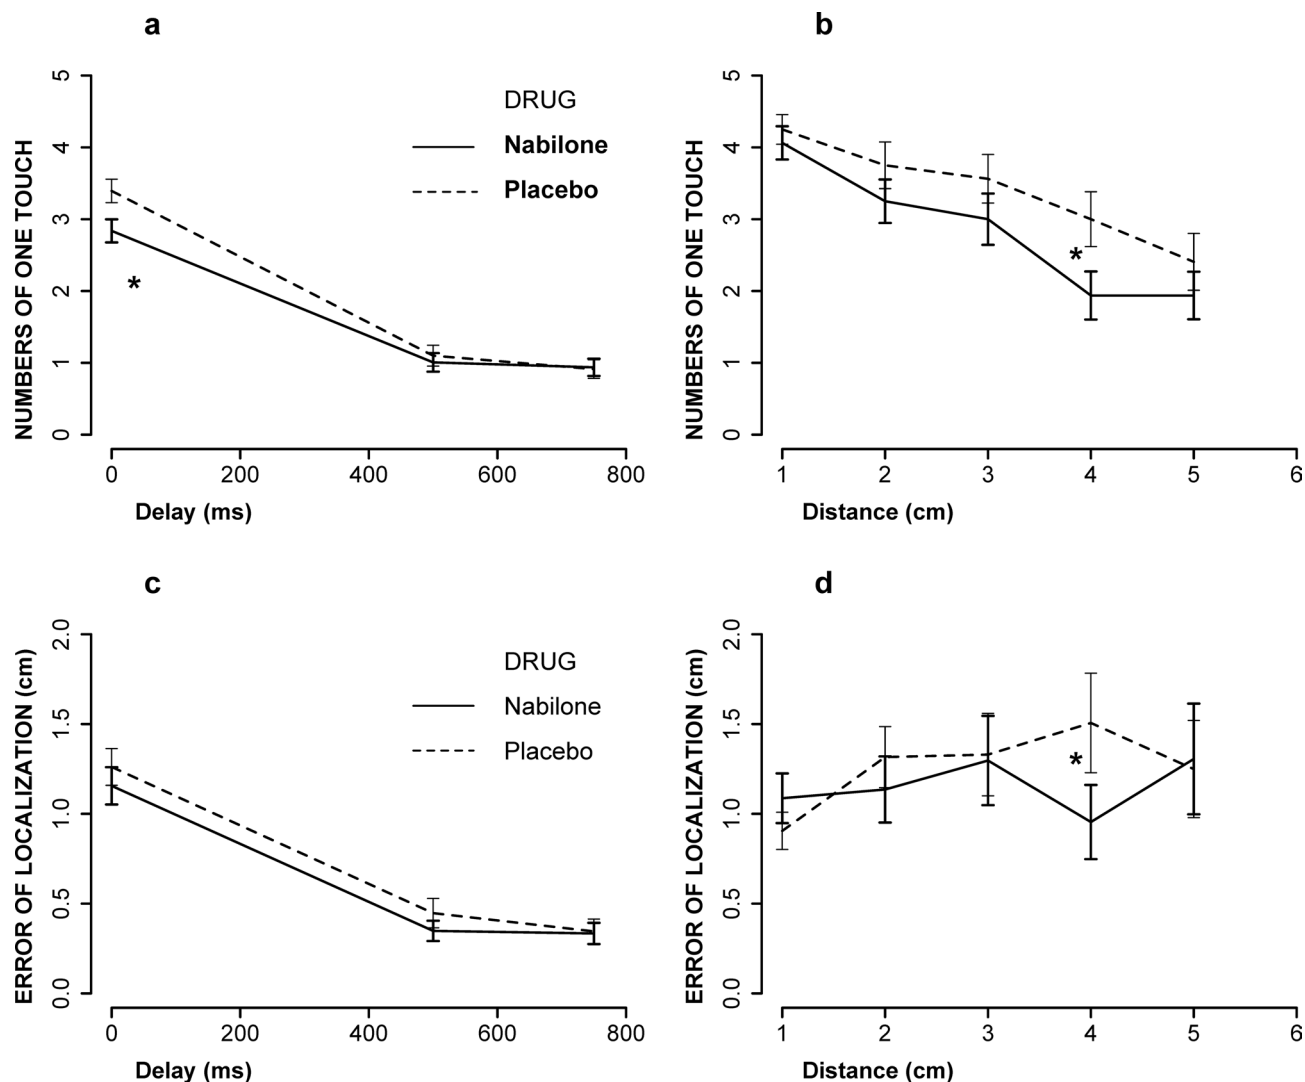 a
NUMBERS OF ONE TOUCH
5
4
3
2
1
0
DRUG
Nabilone
Placebo
*
0 200 400 600 800
Delay (ms)
b
NUMBERS OF ONE TOUCH
5
4
3
2
1
0
*
1 2 3 4 5 6
Distance (cm)
c
ERROR OF LOCALIZATION (cm)
2.0
1.5
1.0
0.5
0.0
DRUG
Nabilone
Placebo
0 200 400 600 800
Delay (ms)
d
ERROR OF LOCALIZATION (cm)
2.0
1.5
1.0
0.5
0.0
*
1 2 3 4 5 6
Distance (cm)